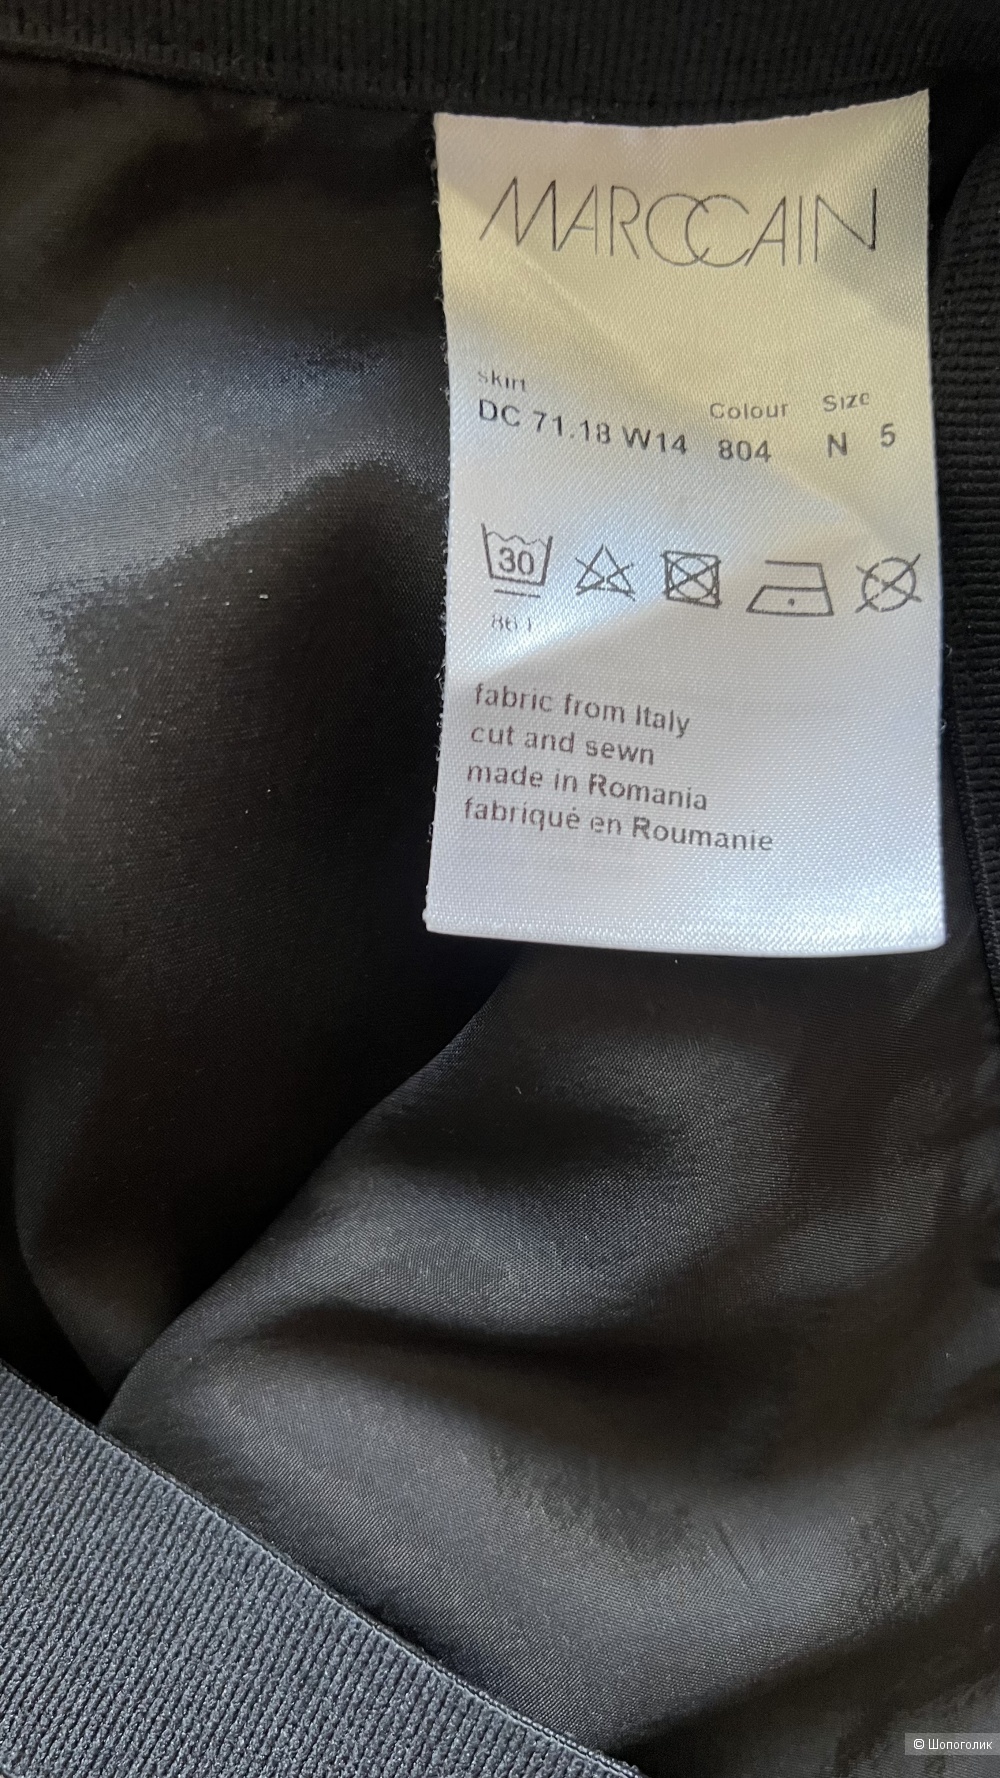 MARCCAIN
skirt
Colour Size
DC 71.18 W14 804 N 5
30
fabric from Italy
cut and sewn
made in Romania
fabriqué en Roumanie
© Шопоголик